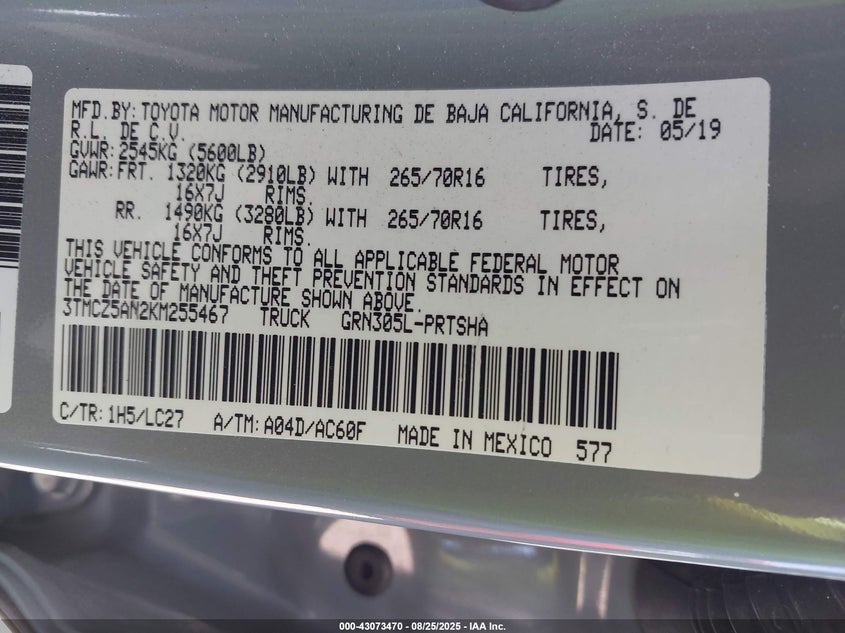 MFD.BY: TOYOTA MOTOR MANUFACTURING DE BAJA CALIFORNIA, S. DE
R.L. DE C.V. DATE: 05/19
GVWR: 2545KG (5600LB)
GAWR: FRT. 1320KG (2910LB) WITH 265/70R16 TIRES,
16X7J RIMS.
RR. 1490KG (3280LB) WITH 265/70R16 TIRES,
16X7J RIMS.
THIS VEHICLE CONFORMS TO ALL APPLICABLE FEDERAL MOTOR
VEHICLE SAFETY AND THEFT PREVENTION STANDARDS IN EFFECT ON
THE DATE OF MANUFACTURE SHOWN ABOVE.
3TMCZ5AN2KM255467 TRUCK GRN305L-PRTSHA
C/TR: 1H5/LC27 A/TM: A04D/AC60F MADE IN MEXICO 577
000-43073470 - 08/25/2025 - IAA Inc.